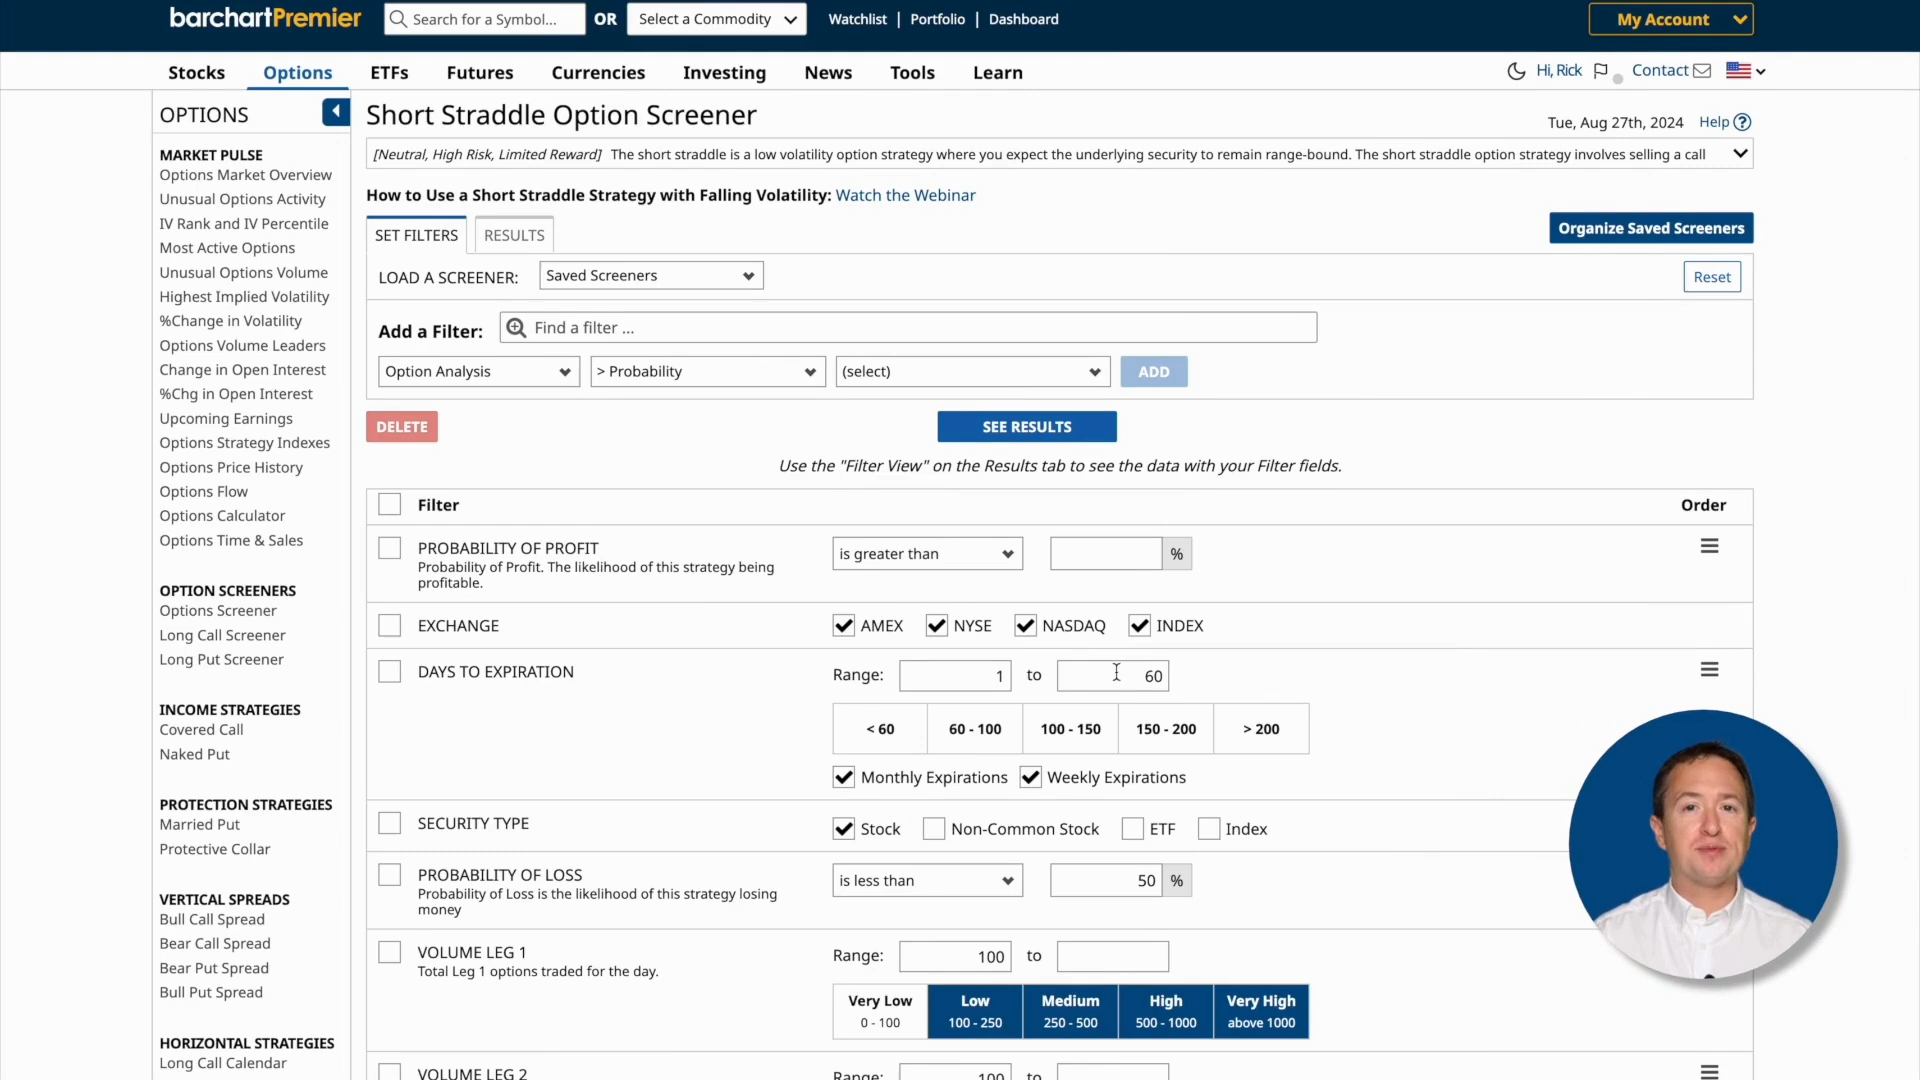 barchartPremier
Search for a Symbol...
OR
Select a Commodity
Watchlist | Portfolio | Dashboard
My Account
Stocks Options ETFs Futures Currencies Investing News Tools Learn
Hi, Rick
Contact
OPTIONS
MARKET PULSE
Options Market Overview
Unusual Options Activity
IV Rank and IV Percentile
Most Active Options
Unusual Options Volume
Highest Implied Volatility
%Change in Volatility
Options Volume Leaders
Change in Open Interest
%Chg in Open Interest
Upcoming Earnings
Options Strategy Indexes
Options Price History
Options Flow
Options Calculator
Options Time & Sales
OPTION SCREENERS
Options Screener
Long Call Screener
Long Put Screener
INCOME STRATEGIES
Covered Call
Naked Put
PROTECTION STRATEGIES
Married Put
Protective Collar
VERTICAL SPREADS
Bull Call Spread
Bear Call Spread
Bear Put Spread
Bull Put Spread
HORIZONTAL STRATEGIES
Long Call Calendar
Short Straddle Option Screener
Tue, Aug 27th, 2024 Help ?
[Neutral, High Risk, Limited Reward] The short straddle is a low volatility option strategy where you expect the underlying security to remain range-bound. The short straddle option strategy involves selling a call
How to Use a Short Straddle Strategy with Falling Volatility: Watch the Webinar
SET FILTERS RESULTS
Organize Saved Screeners
LOAD A SCREENER: Saved Screeners
Reset
Add a Filter: Find a filter ...
Option Analysis > Probability (select) ADD
DELETE SEE RESULTS
Use the "Filter View" on the Results tab to see the data with your Filter fields.
Filter Order
PROBABILITY OF PROFIT
Probability of Profit. The likelihood of this strategy being
profitable.
is greater than %
EXCHANGE AMEX NYSE NASDAQ INDEX
DAYS TO EXPIRATION Range: 1 to 60
< 60 60 - 100 100 - 150 150 - 200 > 200
Monthly Expirations Weekly Expirations
SECURITY TYPE Stock Non-Common Stock ETF Index
PROBABILITY OF LOSS
Probability of Loss is the likelihood of this strategy losing
money
is less than 50 %
VOLUME LEG 1
Total Leg 1 options traded for the day.
Range: 100 to
Very Low Low Medium High Very High
0 - 100 100 - 250 250 - 500 500 - 1000 above 1000
VOLUME LEG 2 Range: 100 to